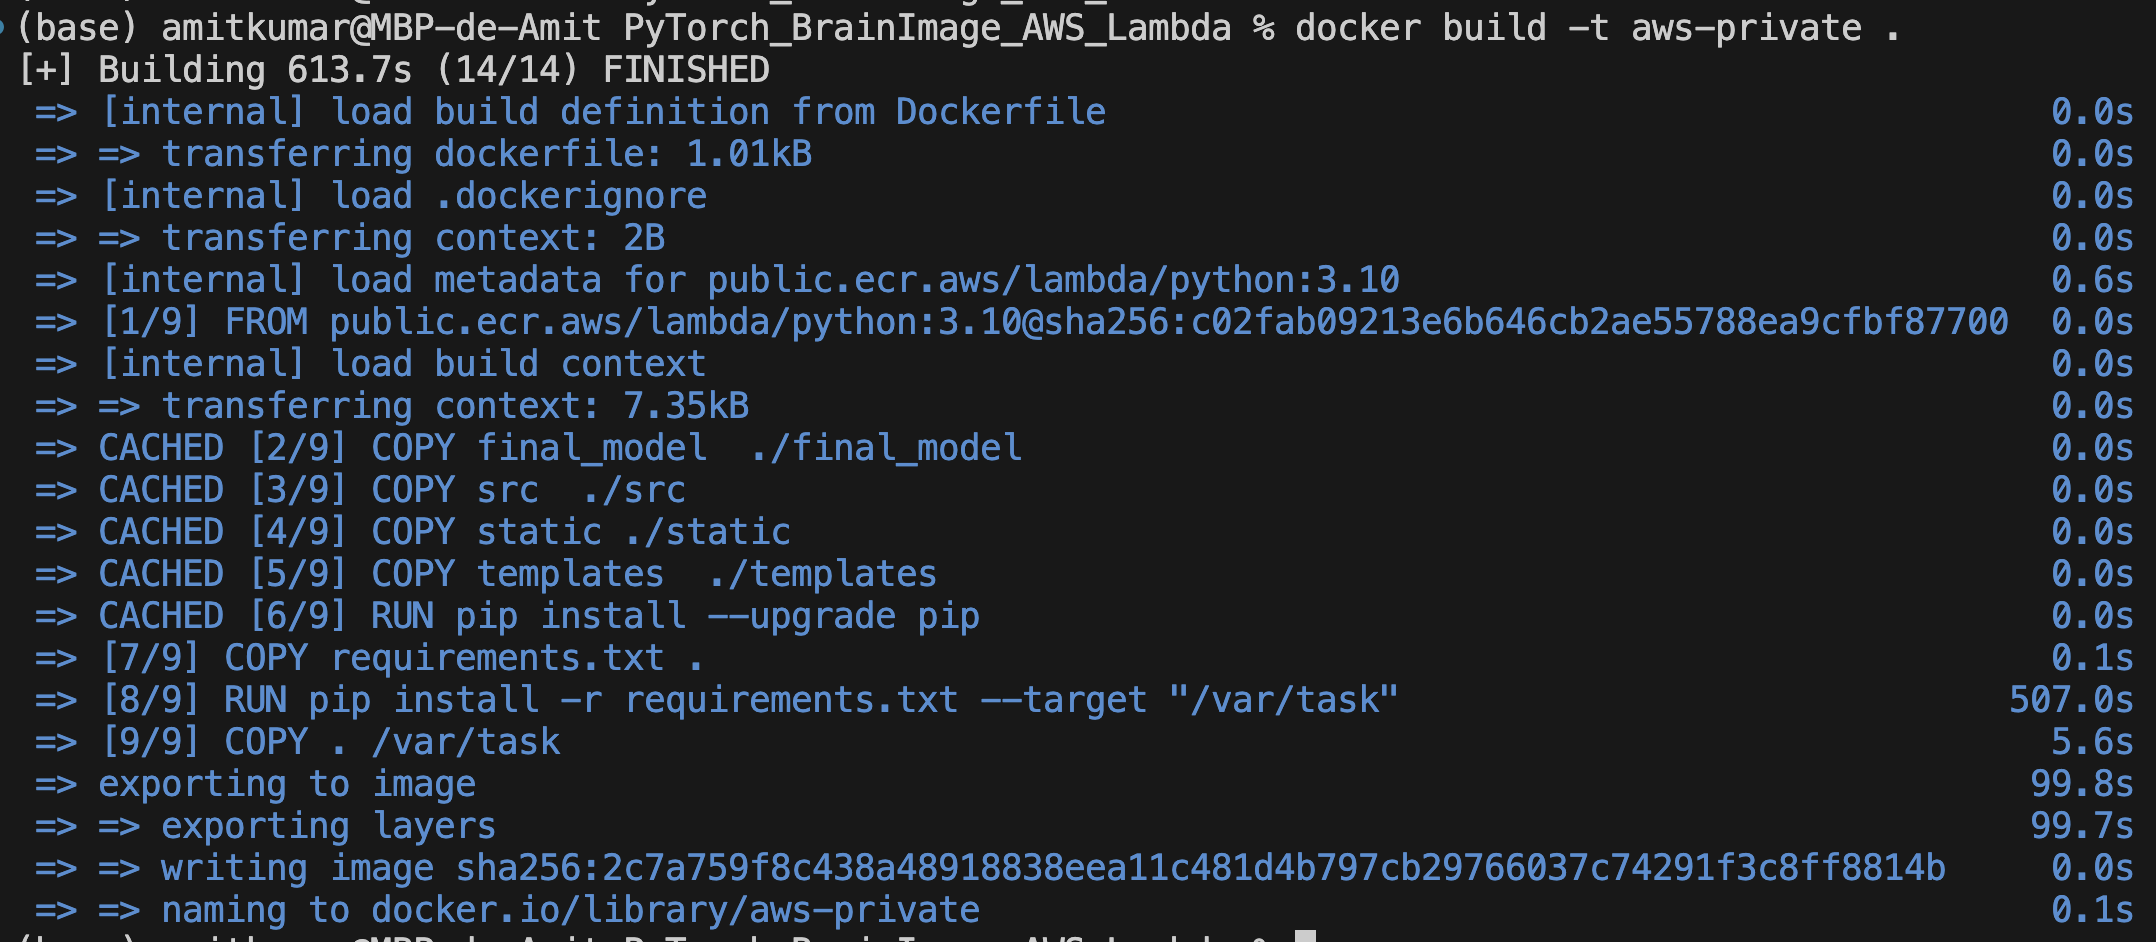 (base) amitkumar@MBP-de-Amit PyTorch_BrainImage_AWS_Lambda % docker build -t aws-private .
[+] Building 613.7s (14/14) FINISHED
=> [internal] load build definition from Dockerfile 0.0s
=> => transferring dockerfile: 1.01kB 0.0s
=> [internal] load .dockerignore 0.0s
=> => transferring context: 2B 0.0s
=> [internal] load metadata for public.ecr.aws/lambda/python:3.10 0.6s
=> [1/9] FROM public.ecr.aws/lambda/python:3.10@sha256:c02fab09213e6b646cb2ae55788ea9cfbf87700 0.0s
=> [internal] load build context 0.0s
=> => transferring context: 7.35kB 0.0s
=> CACHED [2/9] COPY final_model  ./final_model 0.0s
=> CACHED [3/9] COPY src  ./src 0.0s
=> CACHED [4/9] COPY static ./static 0.0s
=> CACHED [5/9] COPY templates  ./templates 0.0s
=> CACHED [6/9] RUN pip install --upgrade pip 0.0s
=> [7/9] COPY requirements.txt . 0.1s
=> [8/9] RUN pip install -r requirements.txt --target "/var/task" 507.0s
=> [9/9] COPY . /var/task 5.6s
=> exporting to image 99.8s
=> => exporting layers 99.7s
=> => writing image sha256:2c7a759f8c438a48918838eea11c481d4b797cb29766037c74291f3c8ff8814b 0.0s
=> => naming to docker.io/library/aws-private 0.1s
(base) amitkumar@MBP-de-Amit PyTorch_BrainImage_AWS_Lambda %